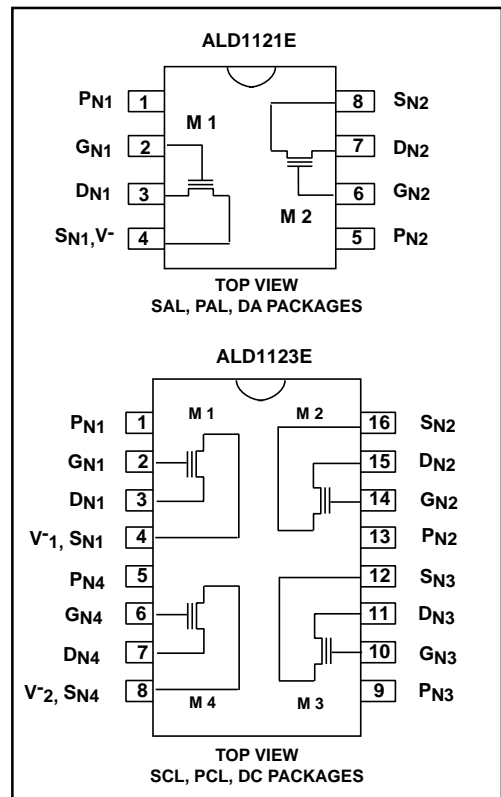 ALD1121E
PN1 1 8 SN2
M 1
GN1 2 7 DN2
DN1 3 6 GN2
M 2
SN1,V- 4 5 PN2
TOP VIEW
SAL, PAL, DA PACKAGES
ALD1123E
M 1 M 2
PN1 1 16 SN2
GN1 2 15 DN2
DN1 3 14 GN2
V-1, SN1 4 13 PN2
PN4 5 12 SN3
GN4 6 11 DN3
DN4 7 10 GN3
V-2, SN4 8 9 PN3
M 4 M 3
TOP VIEW
SCL, PCL, DC PACKAGES